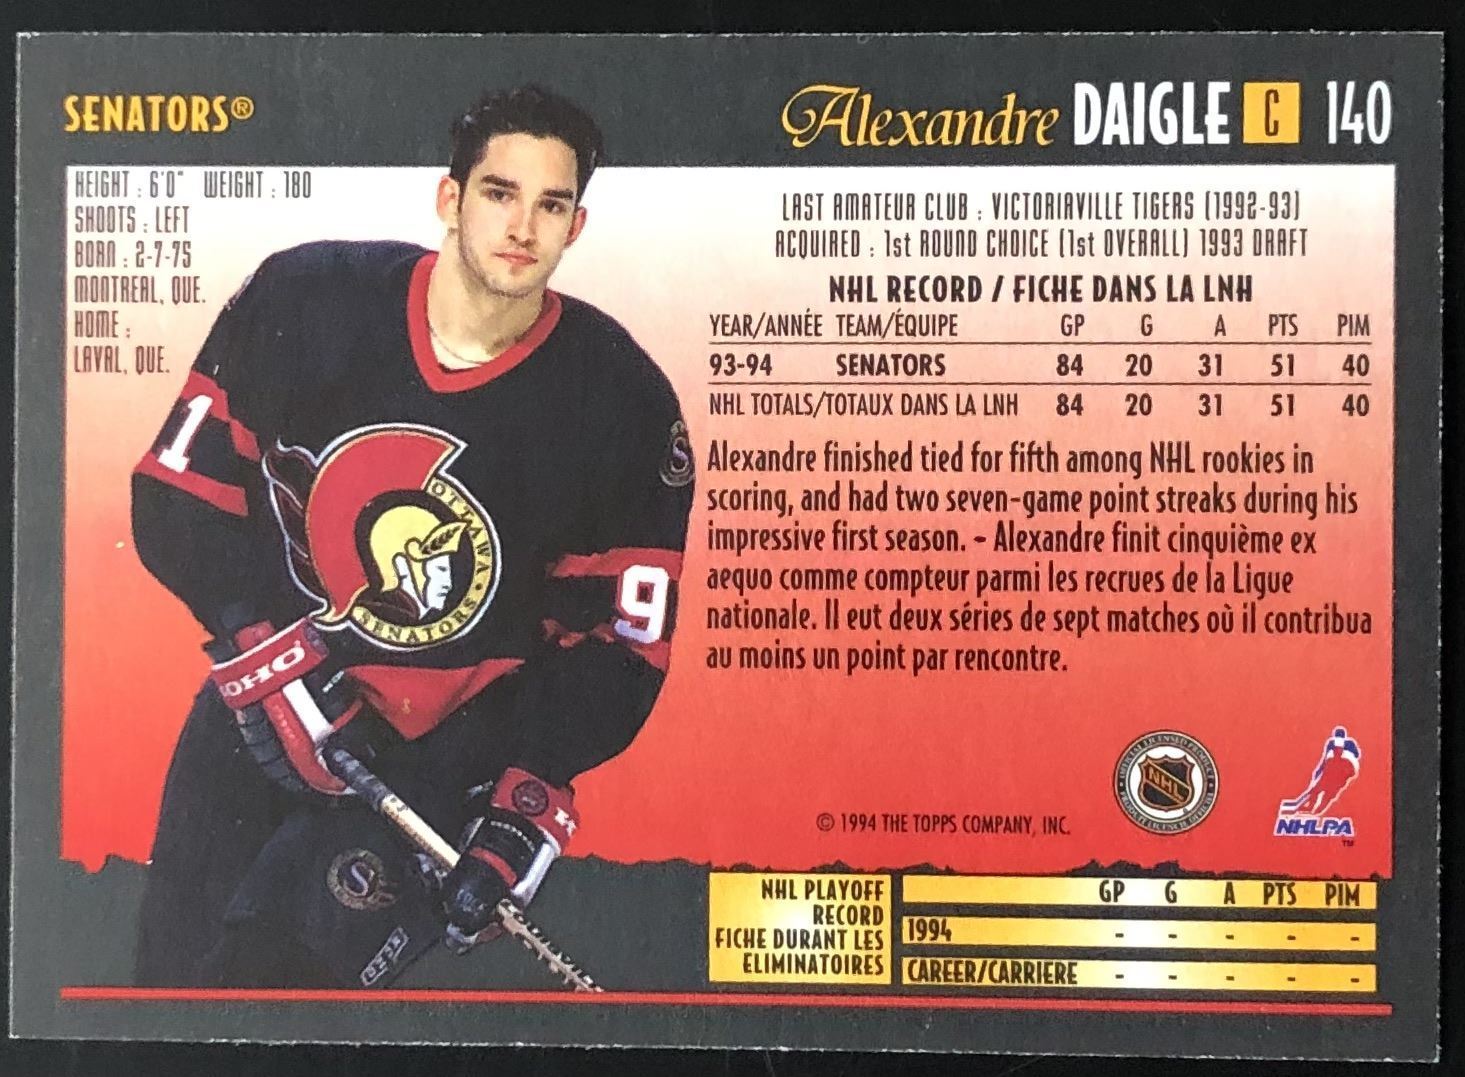 SENATORS®
Alexandre DAIGLE C 140
HEIGHT : 6'0" WEIGHT : 180
SHOOTS : LEFT
BORN : 2-7-75
MONTREAL, QUE.
HOME :
LAVAL, QUE.
LAST AMATEUR CLUB : VICTORIAVILLE TIGERS (1992-93)
ACQUIRED : 1st ROUND CHOICE (1st OVERALL) 1993 DRAFT
NHL RECORD / FICHE DANS LA LNH
YEAR/ANNÉE TEAM/ÉQUIPE GP G A PTS PIM
93-94 SENATORS 84 20 31 51 40
NHL TOTALS/TOTAUX DANS LA LNH 84 20 31 51 40
Alexandre finished tied for fifth among NHL rookies in
scoring, and had two seven-game point streaks during his
impressive first season. - Alexandre finit cinquième ex
aequo comme compteur parmi les recrues de la Ligue
nationale. Il eut deux séries de sept matches où il contribua
au moins un point par rencontre.
1
9
OTTAWA
SENATORS
OHO
S
© 1994 THE TOPPS COMPANY, INC.
NHL
NHLPA
™
NHL PLAYOFF
RECORD
FICHE DURANT LES
ELIMINATOIRES
GP G A PTS PIM
1994 - - - - -
CAREER/CARRIERE - - - - -